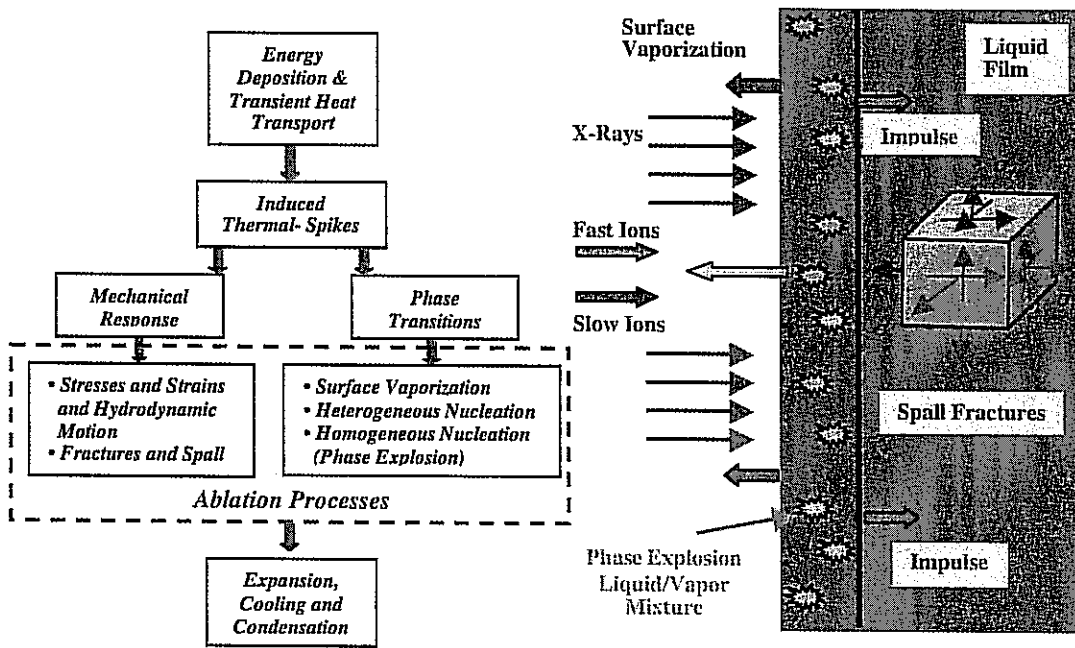 Energy
Deposition &
Transient Heat
Transport
Induced
Thermal- Spikes
Mechanical
Response
Phase
Transitions
• Stresses and Strains
and Hydrodynamic
Motion
• Fractures and Spall
• Surface Vaporization
• Heterogeneous Nucleation
• Homogeneous Nucleation
(Phase Explosion)
Ablation Processes
Expansion,
Cooling and
Condensation
Surface
Vaporization
Liquid
Film
X-Rays
Impulse
Fast Ions
Slow Ions
Spall Fractures
Phase Explosion
Liquid/Vapor
Mixture
Impulse